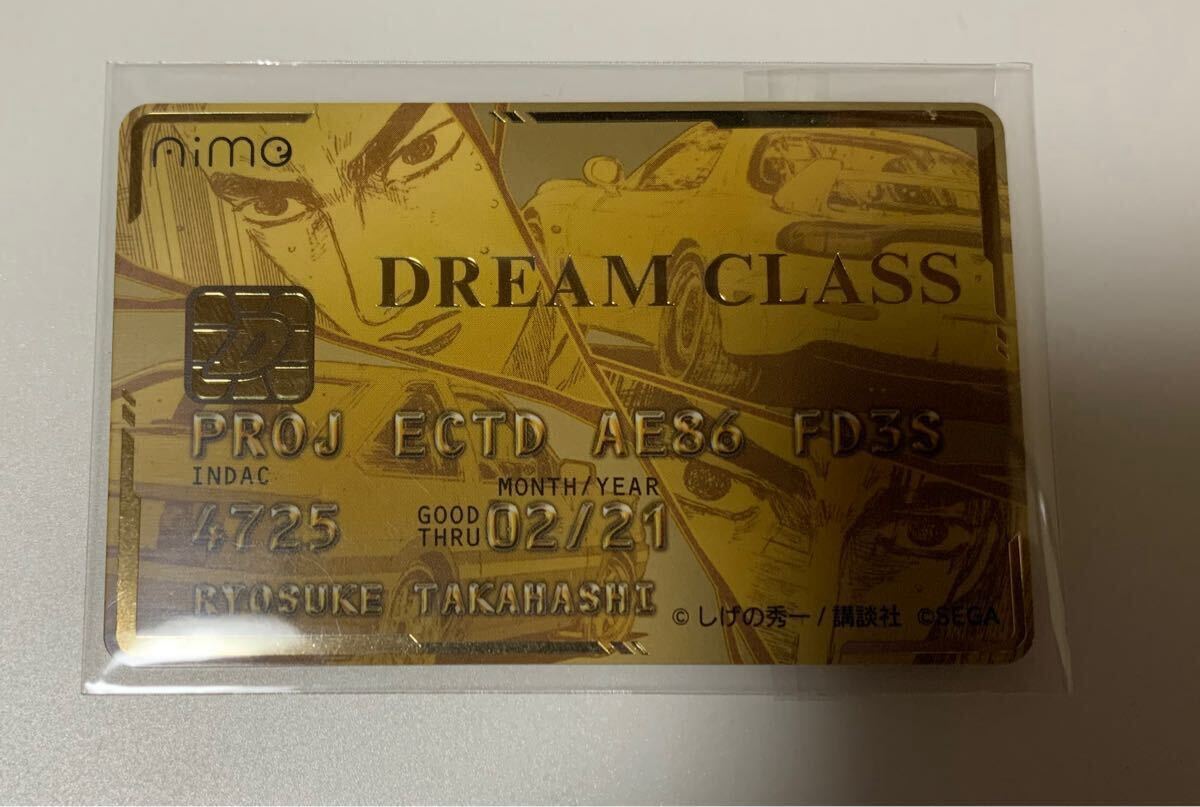 Aime
DREAM CLASS
D
PROJ ECTD AE86 FD3S
INDAC
MONTH/YEAR
4725 GOOD THRU 02/21
RYOSUKE TAKAHASHI
© しげの秀一/講談社 ©SEGA